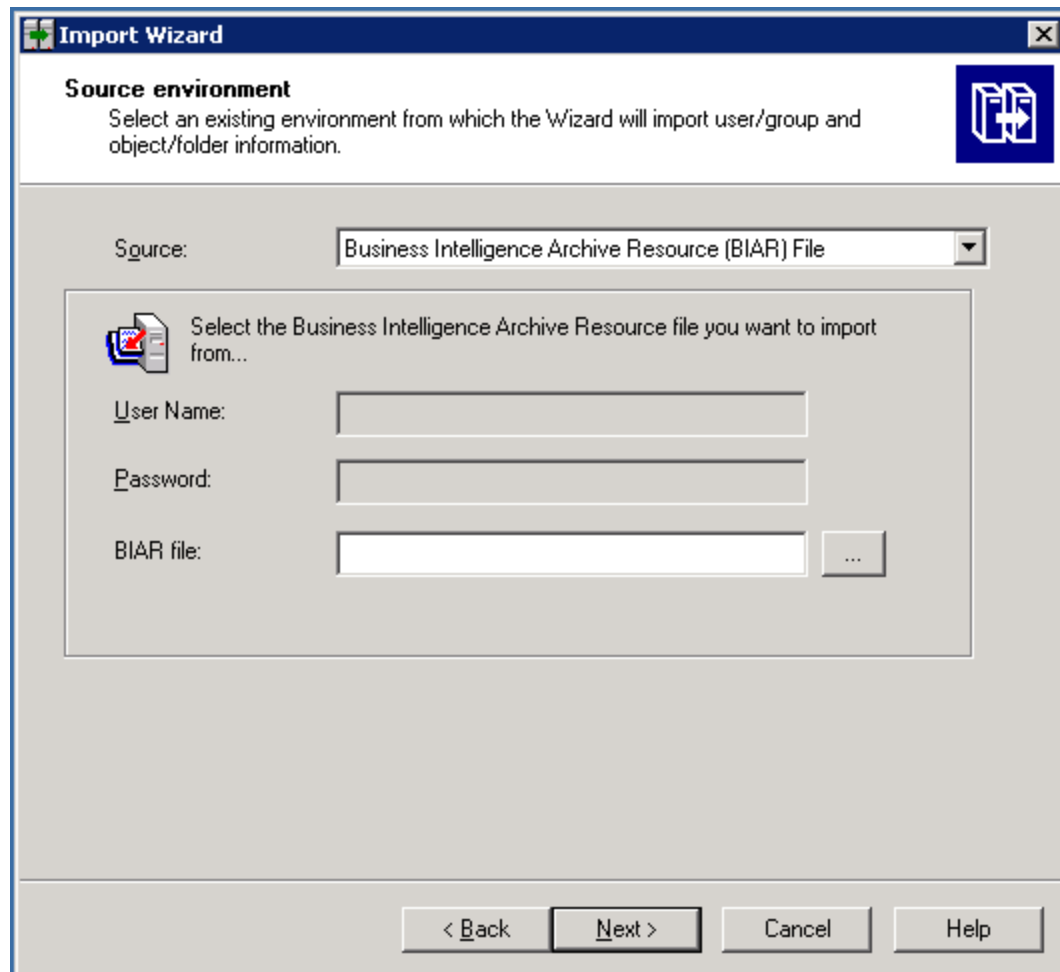 Import Wizard
Source environment
Select an existing environment from which the Wizard will import user/group and
object/folder information.
Source:
Business Intelligence Archive Resource (BIAR) File
Select the Business Intelligence Archive Resource file you want to import
from...
User Name:
Password:
BIAR file:
...
< Back
Next >
Cancel
Help